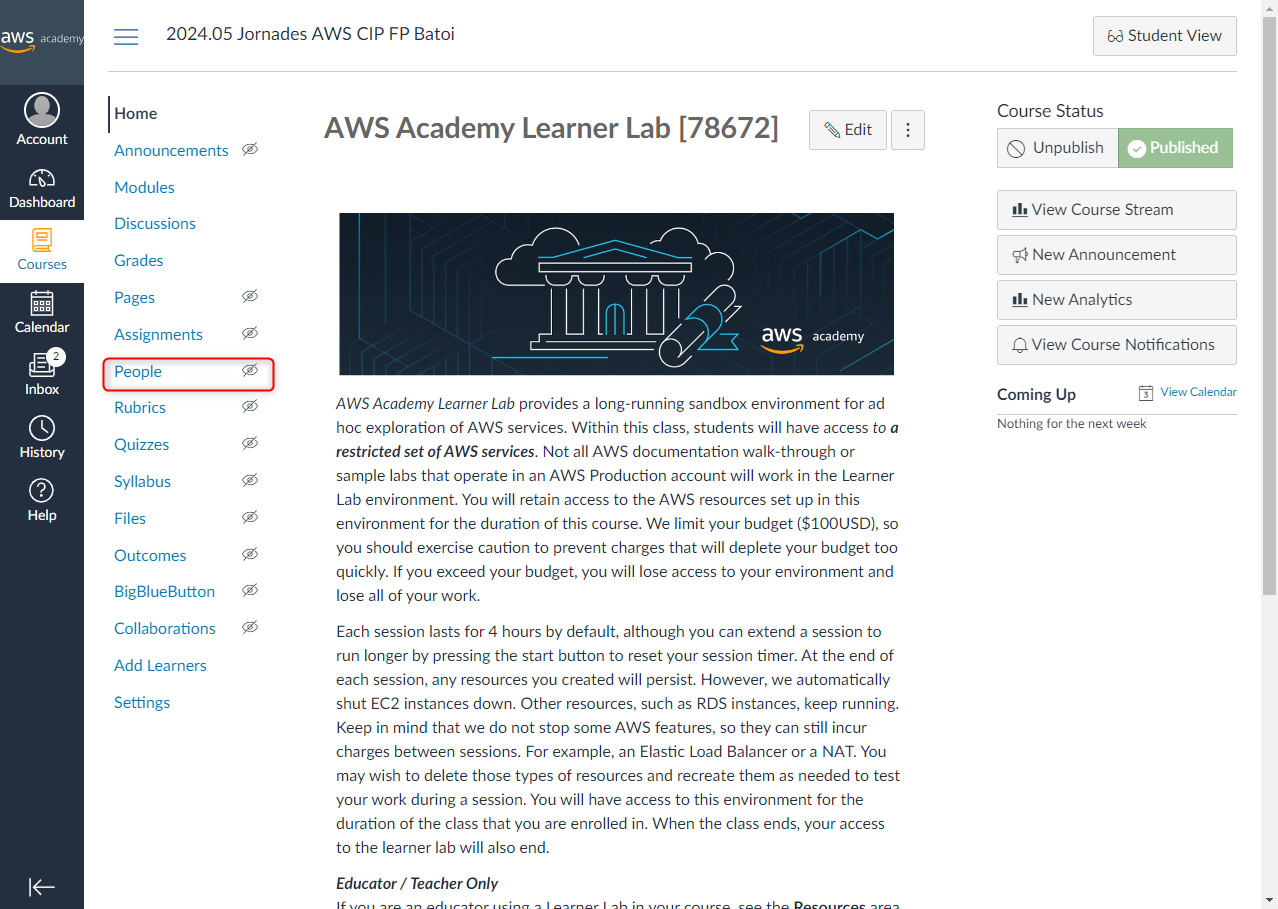 aws academy
Account
Dashboard
Courses
Calendar
2
Inbox
History
Help
2024.05 Jornades AWS CIP FP Batoi
Student View
Home
Announcements
Modules
Discussions
Grades
Pages
Assignments
People
Rubrics
Quizzes
Syllabus
Files
Outcomes
BigBlueButton
Collaborations
Add Learners
Settings
AWS Academy Learner Lab [78672]
Edit
aws academy
AWS Academy Learner Lab provides a long-running sandbox environment for ad
hoc exploration of AWS services. Within this class, students will have access to a
restricted set of AWS services. Not all AWS documentation walk-through or
sample labs that operate in an AWS Production account will work in the Learner
Lab environment. You will retain access to the AWS resources set up in this
environment for the duration of this course. We limit your budget ($100USD), so
you should exercise caution to prevent charges that will deplete your budget too
quickly. If you exceed your budget, you will lose access to your environment and
lose all of your work.
Each session lasts for 4 hours by default, although you can extend a session to
run longer by pressing the start button to reset your session timer. At the end of
each session, any resources you created will persist. However, we automatically
shut EC2 instances down. Other resources, such as RDS instances, keep running.
Keep in mind that we do not stop some AWS features, so they can still incur
charges between sessions. For example, an Elastic Load Balancer or a NAT. You
may wish to delete those types of resources and recreate them as needed to test
your work during a session. You will have access to this environment for the
duration of the class that you are enrolled in. When the class ends, your access
to the learner lab will also end.
Educator / Teacher Only
If you are an educator using a Learner Lab in your course, see the Resources area
Course Status
Unpublish
Published
View Course Stream
New Announcement
New Analytics
View Course Notifications
Coming Up
3
View Calendar
Nothing for the next week